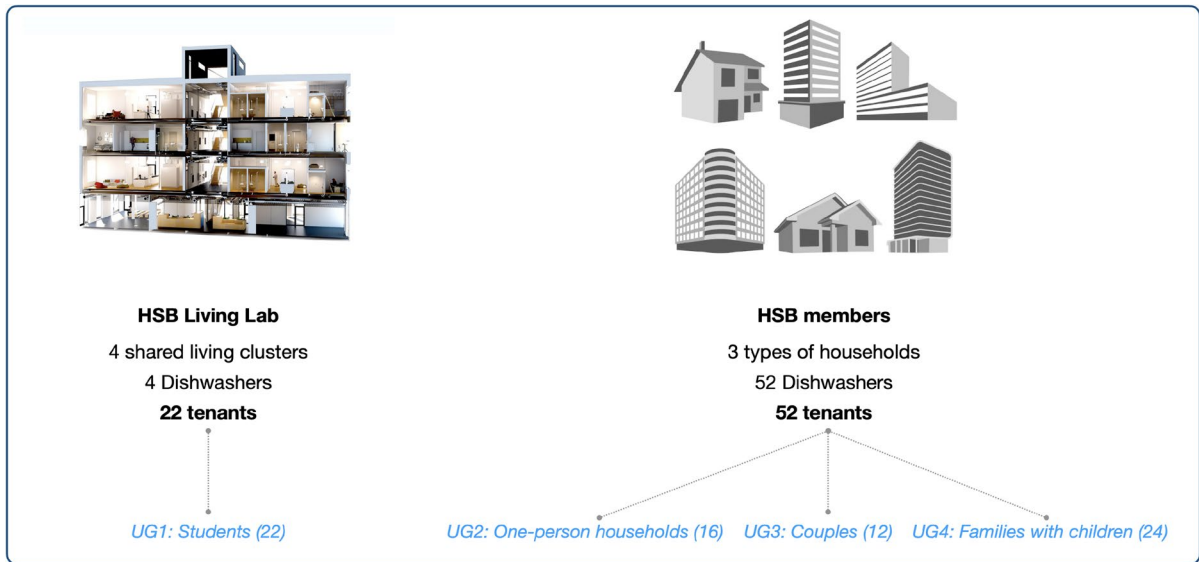 HSB Living Lab
4 shared living clusters
4 Dishwashers
22 tenants
UG1: Students (22)
HSB members
3 types of households
52 Dishwashers
52 tenants
UG2: One-person households (16)
UG3: Couples (12)
UG4: Families with children (24)